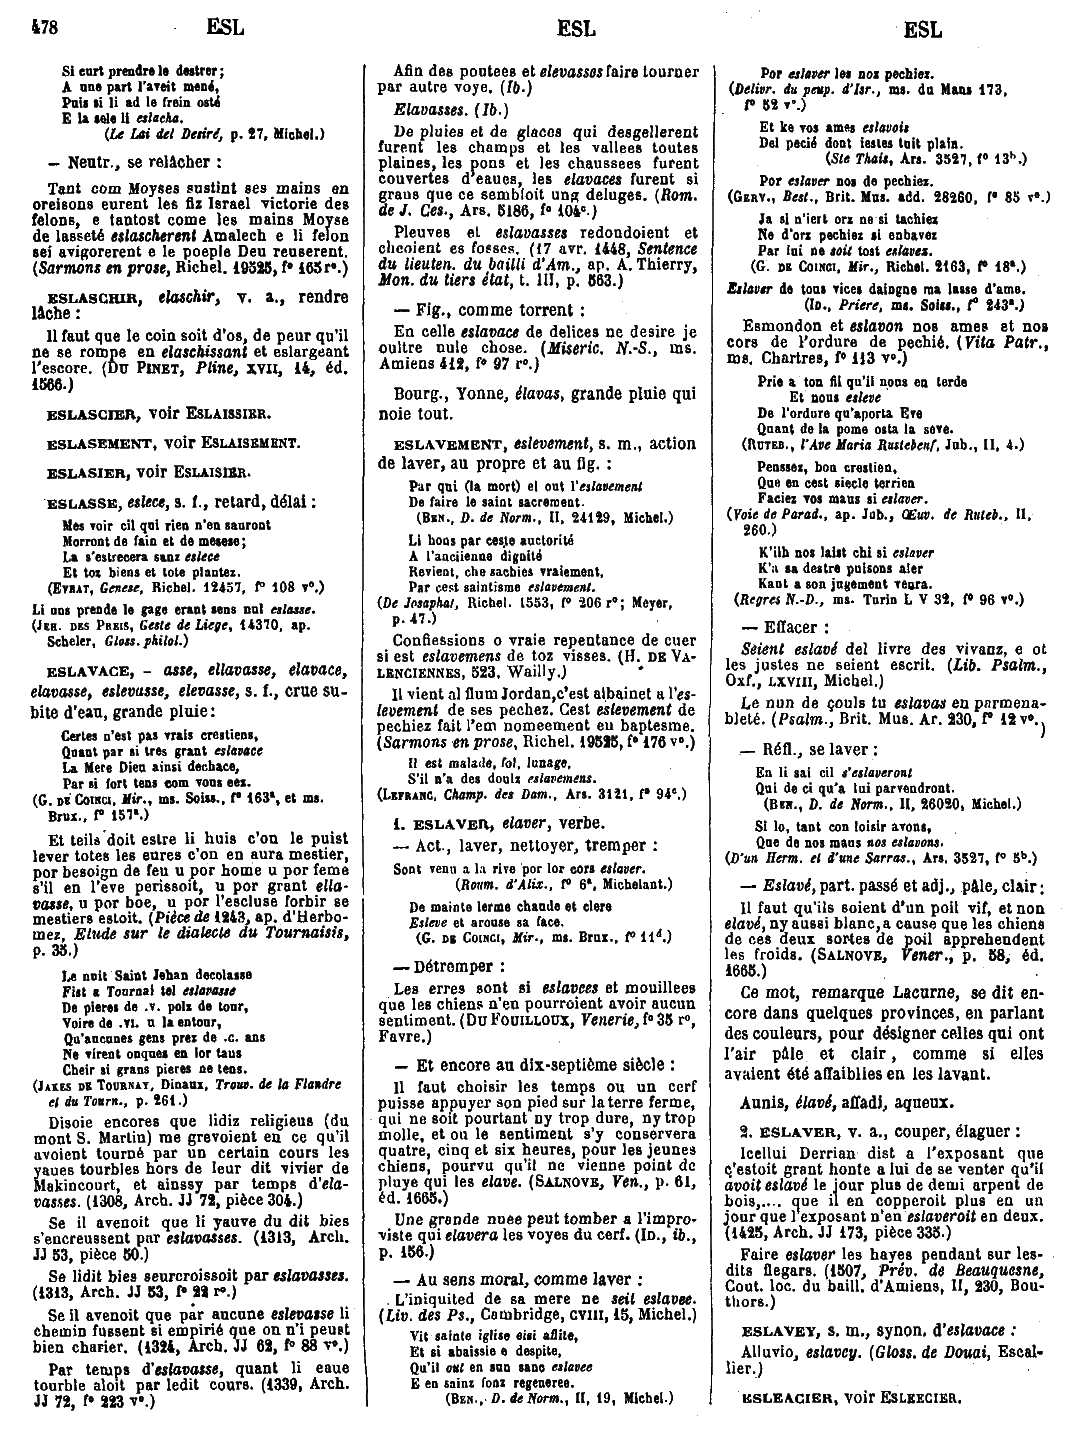 478 ESL ESL ESL
Si curt prendre le destrer;
A une part l'aveit mené,
Puis si li ad le frein osté
E la sele li eslacha.
(Le Lai del Desiré, p. 27, Michel.)
— Neutr., se relâcher :
Tant com Moyses sustint ses mains en
oreisons eurent les fiz Israel victorie des
felons, e tantost come les mains Moyse
de lasseté eslascherent Amalech e li felon
sei avigorerent e le poeple Deu reuserent.
(Sarmons en prose, Richel. 19525, f° 165 r°.)
ESLASCHIR, elaschir, v. a., rendre
lâche :
Il faut que le coin soit d'os, de peur qu'il
ne se rompe en elaschissant et eslargeant
l'escore. (DU PINET, Pline, XVII, 14, éd.
1566.)
ESLASCIER, voir ESLAISSIER.
ESLASEMENT, voir ESLAISEMENT.
ESLASIER, voir ESLAISIER.
ESLASSE, eslece, s. f., retard, délai :
Mes voir cil qui rien n'en sauront
Morront de fain et de mesese;
La s'estrecera sanz eslece
Et toz biens et tote plantez.
(EVRAT, Genese, Richel. 12457, f° 108 v°.)
Li uns prende le gage erant sens nul eslasse.
(JEH. DES PREIS, Geste de Liege, 14370, ap.
Scheler, Gloss. philol.)
ESLAVACE, - asse, ellavasse, elavace,
elavasse, eslevasse, elevasse, s. f., crue su-
bite d'eau, grande pluie :
Certes n'est pas vrais crestiens,
Quant par si tres grant eslavace
La Mere Dieu ainsi dechace,
Par si fort tens com vous eez.
(G. DE COINCI, Mir., ms. Soiss., f° 163ª, et ms.
Brux., f° 157ª.)
Et teils doit estre li huis c'on le puist
lever totes les eures c'on en aura mestier,
por besoign de feu u por home u por feme
s'il en l'eve perissoit, u por grant ella-
vasse, u por boe, u por l'escluse forbir se
mestiers estoit. (Pièce de 1243, ap. d'Herbo-
mez, Etude sur le dialecte du Tournaisis,
p. 35.)
Le nuit Saint Jehan decolasse
Fist a Tournai tel eslavasse
De pieres de .v. polz de tour,
Voire de .VI. u la entour,
Qu'aucunes gens prez de .c. ans
Ne virent onques en lor tans
Cheir si grans pieres ne tens.
(JAKES DE TOURNAY, Dinaux, Trouv. de la Flandre
et du Tourn., p. 261.)
Disoie encores que lidiz religieus (du
mont S. Martin) me grevoient en ce qu'il
avoient tourné par un certain cours les
yaues tourbles hors de leur dit vivier de
Makincourt, et ainssy par temps d'ela-
vasses. (1308, Arch. JJ 72, pièce 304.)
Se il avenoit que li yauve du dit bies
s'encreussent par eslavasses. (1313, Arch.
JJ 53, pièce 50.)
Se lidit bies seurcroissoit par eslavasses.
(1313, Arch. JJ 53, f° 22 r°.)
Se il avenoit que par aucune eslevasse li
chemin fussent si empirié que on n'i peust
bien charier. (1324, Arch. JJ 62, f° 88 v°.)
Par temps d'eslavasse, quant li eaue
tourble aloit par ledit cours. (1339, Arch.
JJ 72, f° 223 v°.)
Afin des pontees et elevasses faire tourner
par autre voye. (Ib.)
Elavasses. (Ib.)
De pluies et de glaces qui desgellerent
furent les champs et les vallees toutes
plaines, les pons et les chaussees furent
couvertes d'eaues, les elavaces furent si
grans que ce sembloit ung deluges. (Rom.
de J. Ces., Ars. 5186, f° 104ᶜ.)
Pleuves et eslavasses redondoient et
cheoient es fosses. (17 avr. 1448, Sentence
du lieuten. du bailli d'Am., ap. A. Thierry,
Mon. du tiers état, t. III, p. 563.)
— Fig., comme torrent :
En celle eslavace de delices ne desire je
oultre nule chose. (Miseric. N.-S., ms.
Amiens 412, f° 97 r°.)
Bourg., Yonne, élavas, grande pluie qui
noie tout.
ESLAVEMENT, eslevement, s. m., action
de laver, au propre et au fig. :
Par qui (la mort) el out l'eslavement
De faire le saint sacrement.
(BEN., D. de Norm., II, 24129, Michel.)
Li hons par ceste auctorité
A l'anciienne dignité
Revient, che sachies vraiement,
Par cest saintisme eslavement.
(De Josaphat, Richel. 1553, f° 206 r°; Meyer,
p. 47.)
Confiessions o vraie repentance de cuer
si est eslavemens de toz visses. (H. DE VA-
LENCIENNES, 523, Wailly.)
Il vient al flum Jordan, c'est albainet a l'es-
levement de ses pechez. Cest eslevement de
pechiez fait l'em nomeement eu baptesme.
(Sarmons en prose, Richel. 19525, f° 176 v°.)
Il est malade, fol, lunage,
S'il n'a des doulz eslavemens.
(LEFRANC, Champ. des Dam., Ars. 3121, f° 94ᶜ.)
1. ESLAVER, elaver, verbe.
— Act., laver, nettoyer, tremper :
Sont venu a la rive por lor cors eslaver.
(Roum. d'Alix., f° 6ª, Michelant.)
De mainte lerme chaude et clere
Esleve et arouse sa face.
(G. DE COINCI, Mir., ms. Brux., f° 11ᵈ.)
— Détremper :
Les erres sont si eslavees et mouillees
que les chiens n'en pourroient avoir aucun
sentiment. (DU FOUILLOUX, Venerie, f° 35 r°,
Favre.)
— Et encore au dix-septième siècle :
Il faut choisir les temps ou un cerf
puisse appuyer son pied sur la terre ferme,
qui ne soit pourtant ny trop dure, ny trop
molle, et ou le sentiment s'y conservera
quatre, cinq et six heures, pour les jeunes
chiens, pourvu qu'il ne vienne point de
pluye qui les elave. (SALNOVE, Ven., p. 61,
éd. 1665.)
Une grande nuee peut tomber a l'impro-
viste qui elavera les voyes du cerf. (ID., ib.,
p. 156.)
— Au sens moral, comme laver :
L'iniquited de sa mere ne seit eslavee.
(Liv. des Ps., Cambridge, CVIII, 15, Michel.)
Vit sainte iglise eisi aflite,
Et si abaissie e despite,
Qu'il out en sun sanc eslavee
E en sainz fonz regeneree.
(BEN., D. de Norm., II, 19, Michel.)
Por eslaver les noz pechiez.
(Delivr. du peup. d'Isr., ms. du Mans 173,
f° 52 v°.)
Et ke vos ames eslavois
Del pecié dont iestes tuit plain.
(Ste Thais, Ars. 3527, f° 13ᵇ.)
Por eslaver nos de pechiez.
(GERV., Best., Brit. Mus. add. 28260, f° 85 v°.)
Ja si n'iert orz ne si tachiez
Ne d'orz pechiez si enbavez
Par lui ne soit tost eslavez.
(G. DE COINCI, Mir., Richel. 2163, f° 18ª.)
Eslaver de tous vices daingne ma lasse d'ame.
(ID., Priere, ms. Soiss., f° 243ª.)
Esmondon et eslavon nos ames et nos
cors de l'ordure de pechié. (Vita Patr.,
ms. Chartres, f° 113 v°.)
Prie a ton fil qu'il nous en terde
Et nous esleve
De l'ordure qu'aporta Eve
Quant de la pome osta la seve.
(RUTEB., l'Ave Maria Rustebeuf, Jub., II, 4.)
Penssez, bon crestien,
Que en cest siecle terrien
Faciez vos maus si eslaver.
(Voie de Parad., ap. Jub., Œuv. de Ruteb., II,
260.)
K'ilh nos laist chi si eslaver
K'a sa destre puisons aler
Kant a son jugement venra.
(Regres N.-D., ms. Turin L V 32, f° 96 v°.)
— Effacer :
Seient eslavé del livre des vivanz, e ot
les justes ne seient escrit. (Lib. Psalm.,
Oxf., LXVIII, Michel.)
Le nun de çouls tu eslavas en parmena-
bleté. (Psalm., Brit. Mus. Ar. 230, f° 12 v°.)
— Réfl., se laver :
En li sai cil s'eslaveront
Qui de ci qu'a lui parvendront.
(BEN., D. de Norm., II, 26020, Michel.)
Si lo, tant con loisir avons,
Que de nos maus nos eslavons.
(D'un Herm. et d'une Sarras., Ars. 3527, f° 5ᵇ.)
— Eslavé, part. passé et adj., pâle, clair :
Il faut qu'ils soient d'un poil vif, et non
elavé, ny aussi blanc, a cause que les chiens
de ces deux sortes de poil apprehendent
les froids. (SALNOVE, Vener., p. 58, éd.
1665.)
Ce mot, remarque Lacurne, se dit en-
core dans quelques provinces, en parlant
des couleurs, pour désigner celles qui ont
l'air pâle et clair, comme si elles
avaient été affaiblies en les lavant.
Aunis, élavé, affadi, aqueux.
2. ESLAVER, v. a., couper, élaguer :
Icellui Derrian dist a l'exposant que
ç'estoit grant honte a lui de se venter qu'il
avoit eslavé le jour plus de demi arpent de
bois,.... que il en copperoit plus en un
jour que l'exposant n'en eslaveroit en deux.
(1425, Arch. JJ 173, pièce 335.)
Faire eslaver les hayes pendant sur les-
dits flegars. (1507, Prév. de Beauquesne,
Cout. loc. du baill. d'Amiens, II, 230, Bou-
thors.)
ESLAVEY, s. m., synon. d'eslavace :
Alluvio, eslavcy. (Gloss. de Douai, Escal-
lier.)
ESLEACIER, voir ESLEECIER.